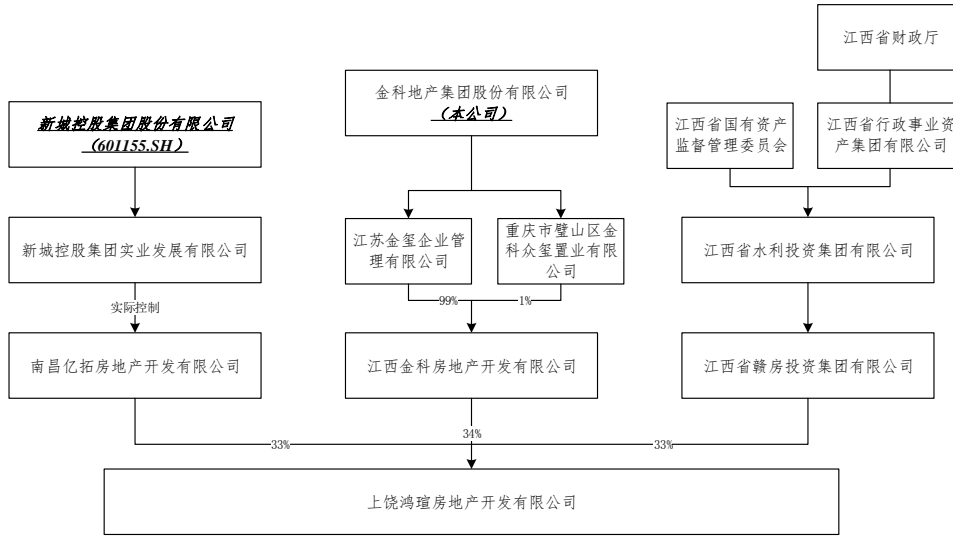 江西省财政厅
金科地产集团股份有限公司
（本公司）
新城控股集团股份有限公司
（601155.SH）
江西省国有资产
监督管理委员会
江西省行政事业资
产集团有限公司
新城控股集团实业发展有限公司
江苏金玺企业管
理有限公司
重庆市璧山区金
科众玺置业有限
公司
江西省水利投资集团有限公司
99%
1%
实际控制
南昌亿拓房地产开发有限公司
江西金科房地产开发有限公司
江西省赣房投资集团有限公司
33%
34%
33%
上饶鸿瑄房地产开发有限公司